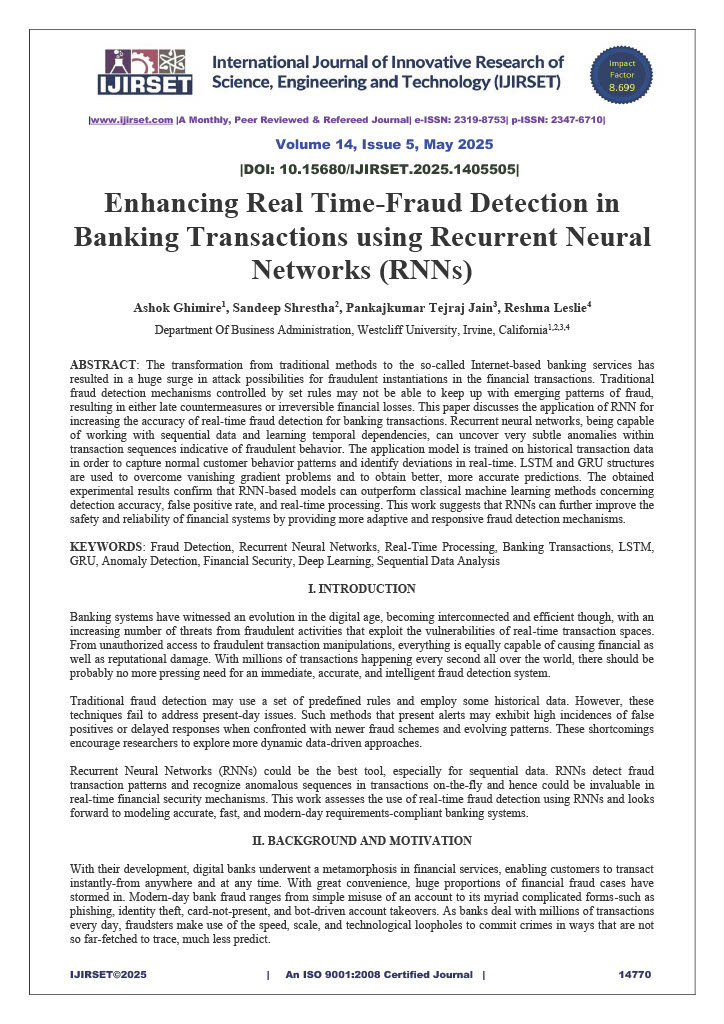 IJIRSET
International Journal of Innovative Research of
Science, Engineering and Technology (IJIRSET)
Impact
Factor
8.699
|www.ijirset.com |A Monthly, Peer Reviewed & Refereed Journal| e-ISSN: 2319-8753| p-ISSN: 2347-6710|
Volume 14, Issue 5, May 2025
|DOI: 10.15680/IJIRSET.2025.1405505|
Enhancing Real Time-Fraud Detection in
Banking Transactions using Recurrent Neural
Networks (RNNs)
Ashok Ghimire1, Sandeep Shrestha2, Pankajkumar Tejraj Jain3, Reshma Leslie4
Department Of Business Administration, Westcliff University, Irvine, California1,2,3,4
ABSTRACT: The transformation from traditional methods to the so-called Internet-based banking services has
resulted in a huge surge in attack possibilities for fraudulent instantiations in the financial transactions. Traditional
fraud detection mechanisms controlled by set rules may not be able to keep up with emerging patterns of fraud,
resulting in either late countermeasures or irreversible financial losses. This paper discusses the application of RNN for
increasing the accuracy of real-time fraud detection for banking transactions. Recurrent neural networks, being capable
of working with sequential data and learning temporal dependencies, can uncover very subtle anomalies within
transaction sequences indicative of fraudulent behavior. The application model is trained on historical transaction data
in order to capture normal customer behavior patterns and identify deviations in real-time. LSTM and GRU structures
are used to overcome vanishing gradient problems and to obtain better, more accurate predictions. The obtained
experimental results confirm that RNN-based models can outperform classical machine learning methods concerning
detection accuracy, false positive rate, and real-time processing. This work suggests that RNNs can further improve the
safety and reliability of financial systems by providing more adaptive and responsive fraud detection mechanisms.
KEYWORDS: Fraud Detection, Recurrent Neural Networks, Real-Time Processing, Banking Transactions, LSTM,
GRU, Anomaly Detection, Financial Security, Deep Learning, Sequential Data Analysis
I. INTRODUCTION
Banking systems have witnessed an evolution in the digital age, becoming interconnected and efficient though, with an
increasing number of threats from fraudulent activities that exploit the vulnerabilities of real-time transaction spaces.
From unauthorized access to fraudulent transaction manipulations, everything is equally capable of causing financial as
well as reputational damage. With millions of transactions happening every second all over the world, there should be
probably no more pressing need for an immediate, accurate, and intelligent fraud detection system.
Traditional fraud detection may use a set of predefined rules and employ some historical data. However, these
techniques fail to address present-day issues. Such methods that present alerts may exhibit high incidences of false
positives or delayed responses when confronted with newer fraud schemes and evolving patterns. These shortcomings
encourage researchers to explore more dynamic data-driven approaches.
Recurrent Neural Networks (RNNs) could be the best tool, especially for sequential data. RNNs detect fraud
transaction patterns and recognize anomalous sequences in transactions on-the-fly and hence could be invaluable in
real-time financial security mechanisms. This work assesses the use of real-time fraud detection using RNNs and looks
forward to modeling accurate, fast, and modern-day requirements-compliant banking systems.
II. BACKGROUND AND MOTIVATION
With their development, digital banks underwent a metamorphosis in financial services, enabling customers to transact
instantly-from anywhere and at any time. With great convenience, huge proportions of financial fraud cases have
stormed in. Modern-day bank fraud ranges from simple misuse of an account to its myriad complicated forms-such as
phishing, identity theft, card-not-present, and bot-driven account takeovers. As banks deal with millions of transactions
every day, fraudsters make use of the speed, scale, and technological loopholes to commit crimes in ways that are not
so far-fetched to trace, much less predict.
IJIRSET©2025 | An ISO 9001:2008 Certified Journal | 14770